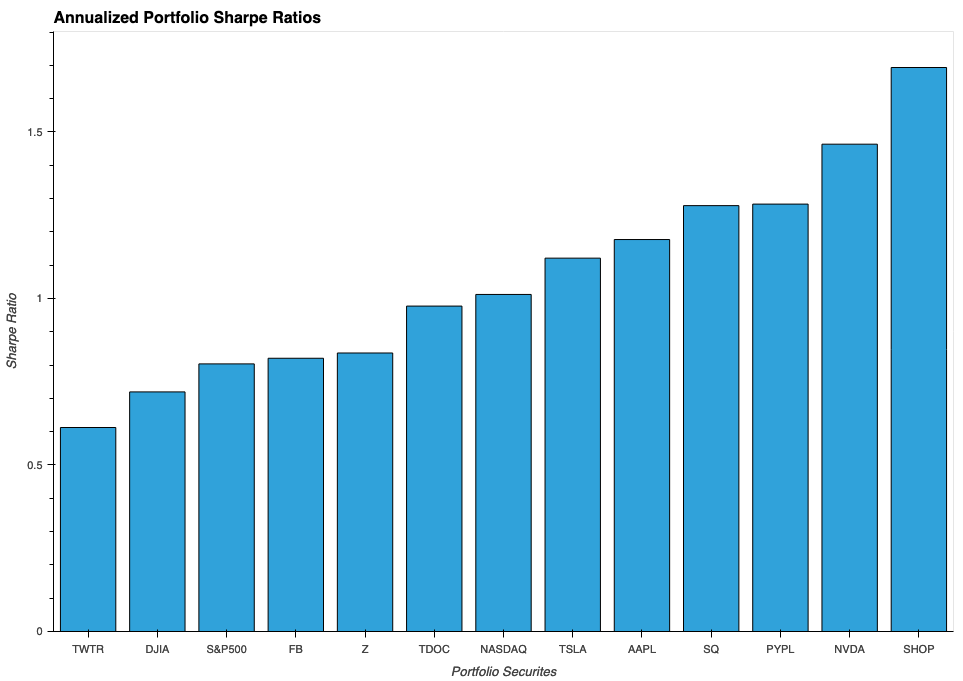 Annualized Portfolio Sharpe Ratios
1.5
1
0.5
0
Sharpe Ratio
TWTR DJIA S&P500 FB Z TDOC NASDAQ TSLA AAPL SQ PYPL NVDA SHOP
Portfolio Securites